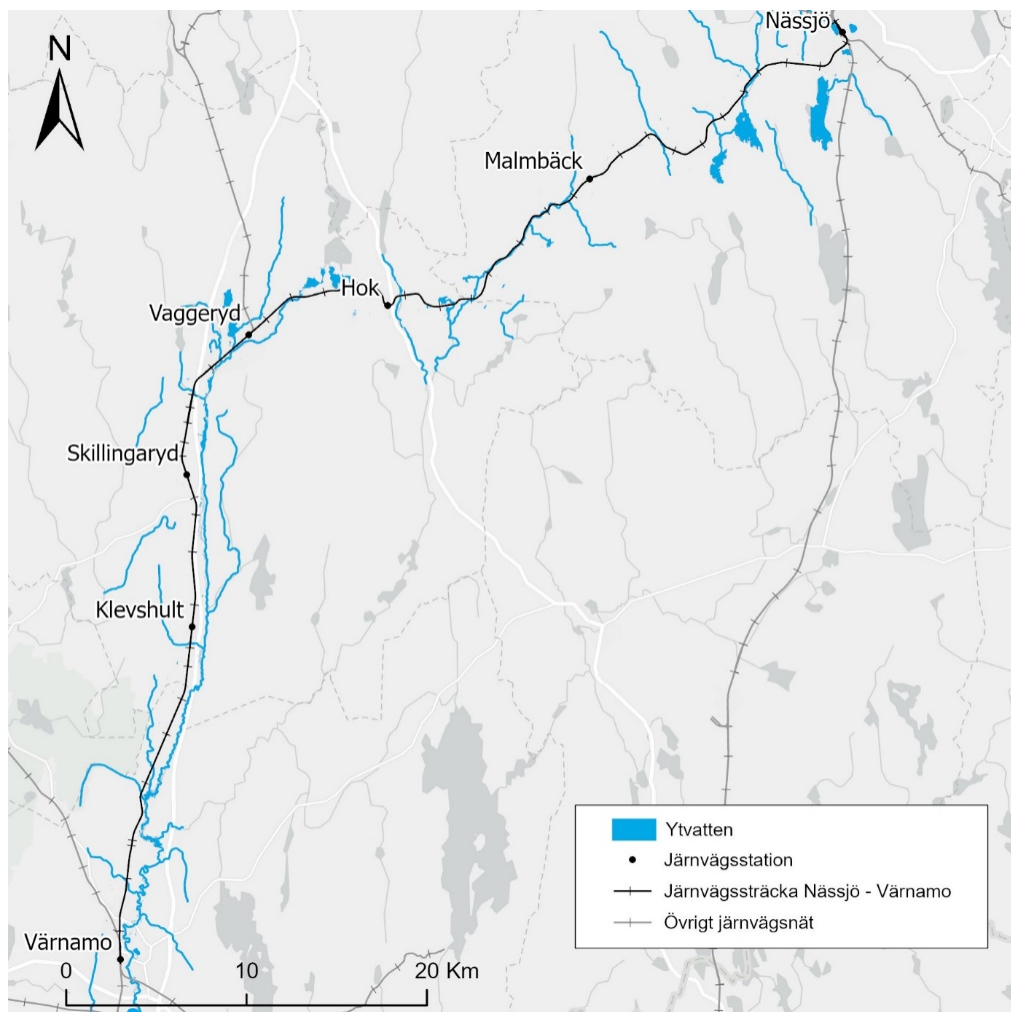 N
Nässjö
Malmbäck
Hok
Vaggeryd
Skillingaryd
Klevshult
Värnamo
0 10 20 Km
Ytvatten
Järnvägsstation
Järnvägssträcka Nässjö - Värnamo
Övrigt järnvägsnät